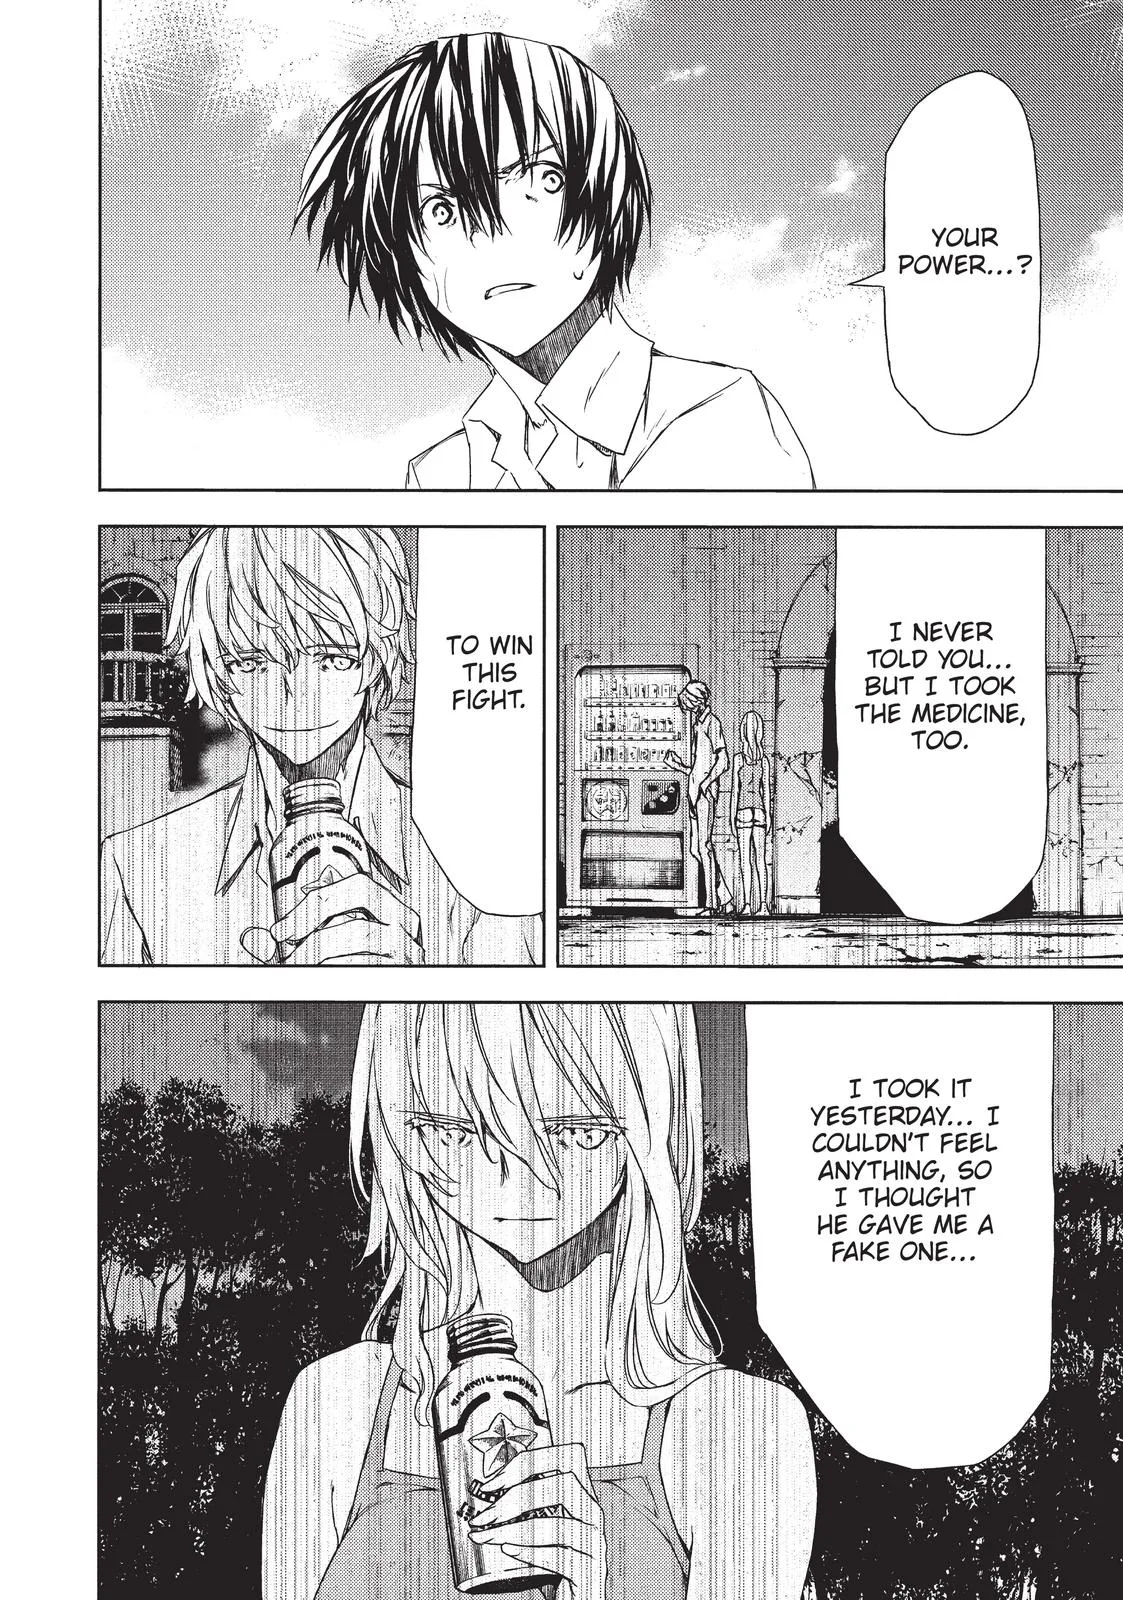 YOUR
POWER...?
I NEVER
TOLD YOU...
BUT I TOOK
THE MEDICINE,
TOO.
TO WIN
THIS
FIGHT.
I TOOK IT
YESTERDAY... I
COULDN'T FEEL
ANYTHING, SO
I THOUGHT
HE GAVE ME A
FAKE ONE...